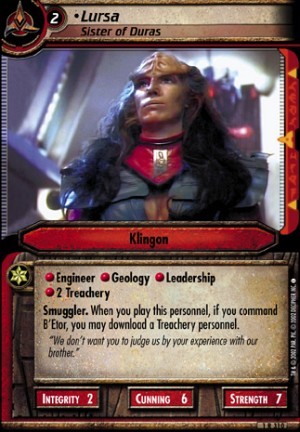 2
•Lursa
Sister of Duras
Klingon
Engineer Geology Leadership
2 Treachery
Smuggler. When you play this personnel, if you command
B'Etor, you may download a Treachery personnel.
"We don't want you to judge us by your experience with our
brother."
INTEGRITY 2 CUNNING 6 STRENGTH 7